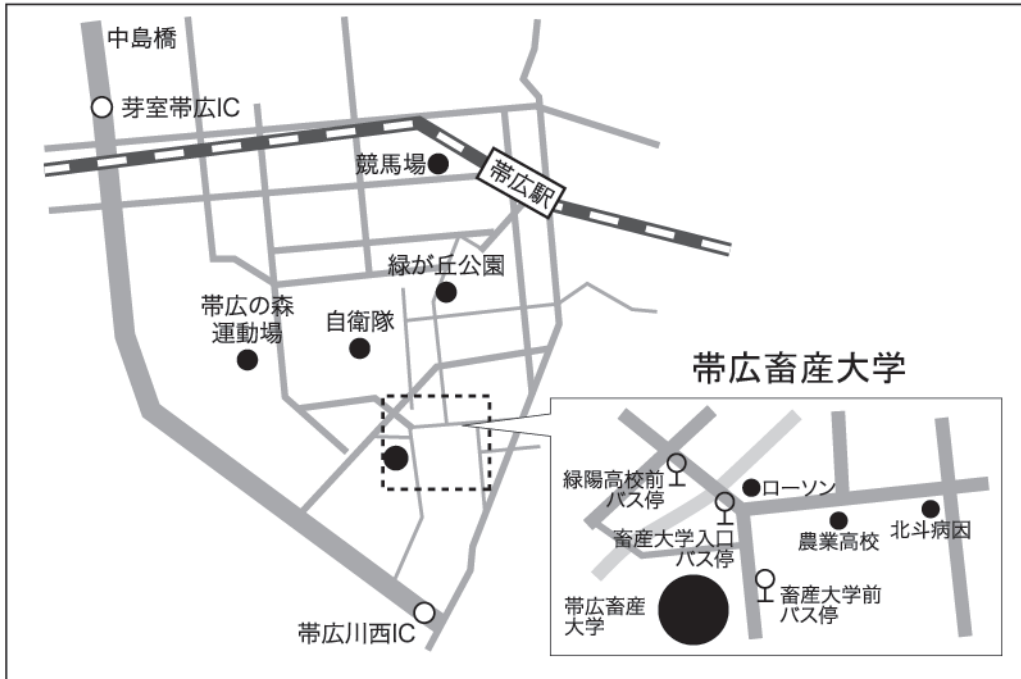 中島橋
芽室帯広IC
競馬場
帯広駅
緑が丘公園
帯広の森
運動場
自衛隊
帯広畜産大学
緑陽高校前
バス停
ローソン
畜産大学入口
バス停
農業高校
北斗病因
帯広畜産
大学
畜産大学前
バス停
帯広川西IC